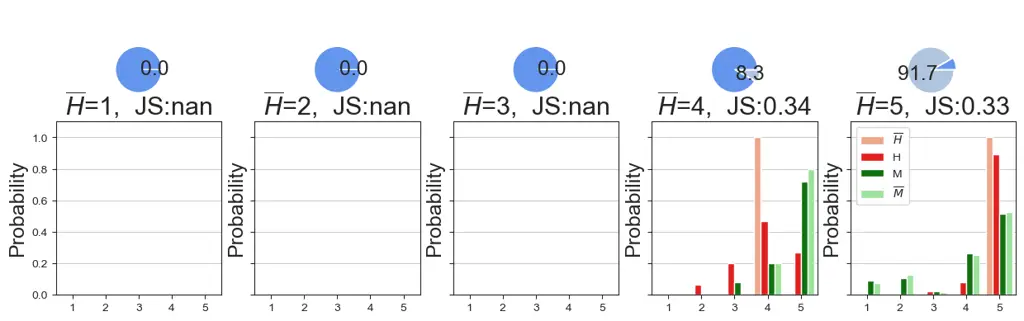 0.0 0.0 0.0 8.3 91.7
H̅=1, JS:nan H̅=2, JS:nan H̅=3, JS:nan H̅=4, JS:0.34 H̅=5, JS:0.33
Probability Probability Probability Probability Probability
1.0
0.8
0.6
0.4
0.2
0.0
H̅
H
M
M̅
1 2 3 4 5 1 2 3 4 5 1 2 3 4 5 1 2 3 4 5 1 2 3 4 5